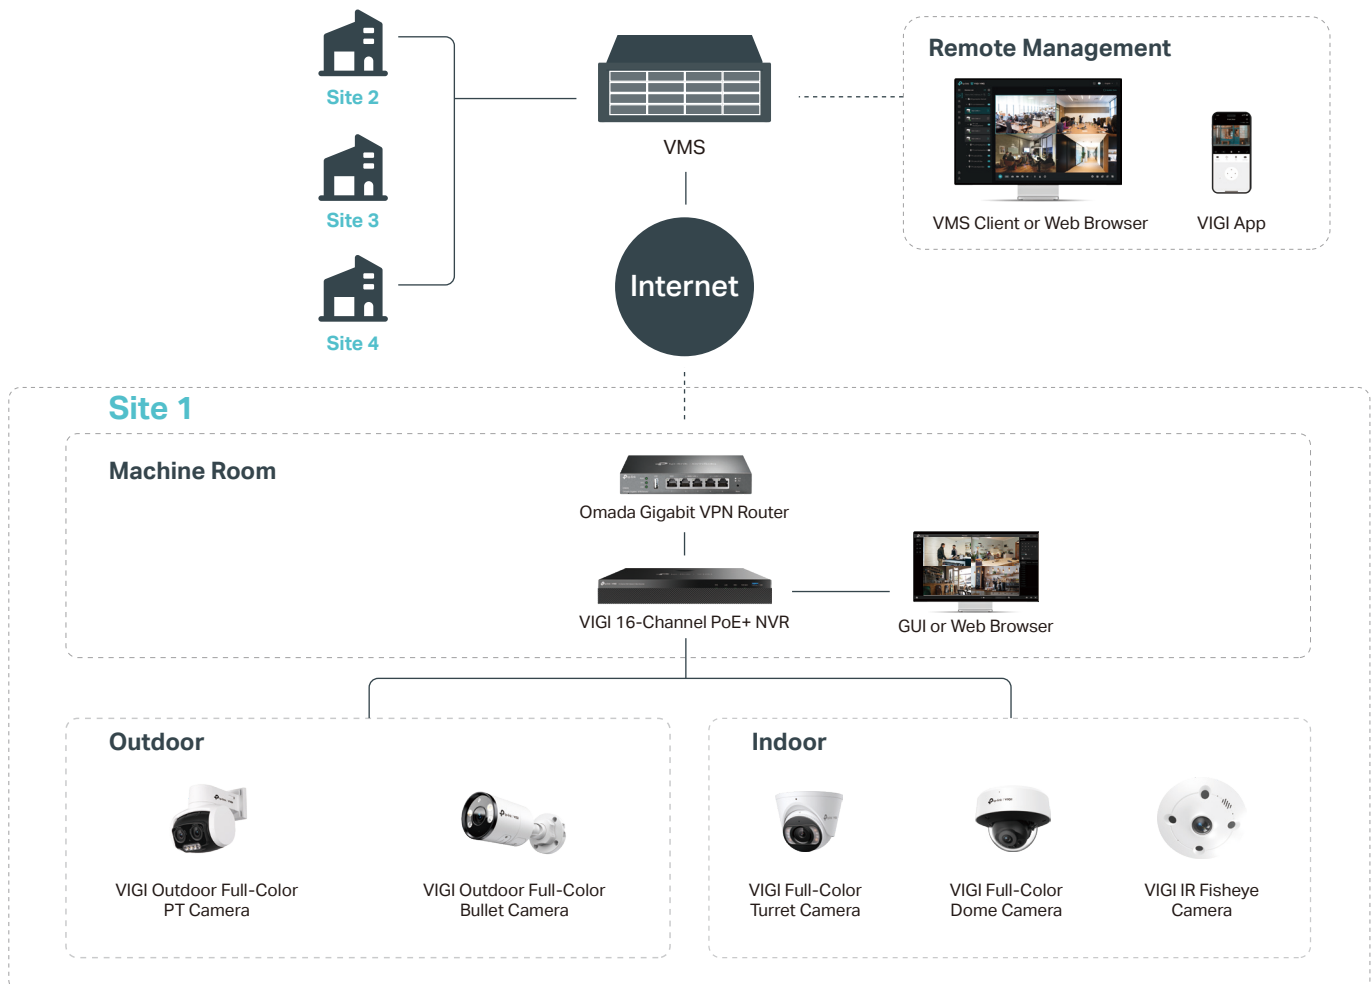 Site 2
Site 3
Site 4
VMS
Remote Management
VMS Client or Web Browser
VIGI App
Internet
Site 1
Machine Room
Omada Gigabit VPN Router
VIGI 16-Channel PoE+ NVR
GUI or Web Browser
Outdoor
VIGI Outdoor Full-Color
PT Camera
VIGI Outdoor Full-Color
Bullet Camera
Indoor
VIGI Full-Color
Turret Camera
VIGI Full-Color
Dome Camera
VIGI IR Fisheye
Camera